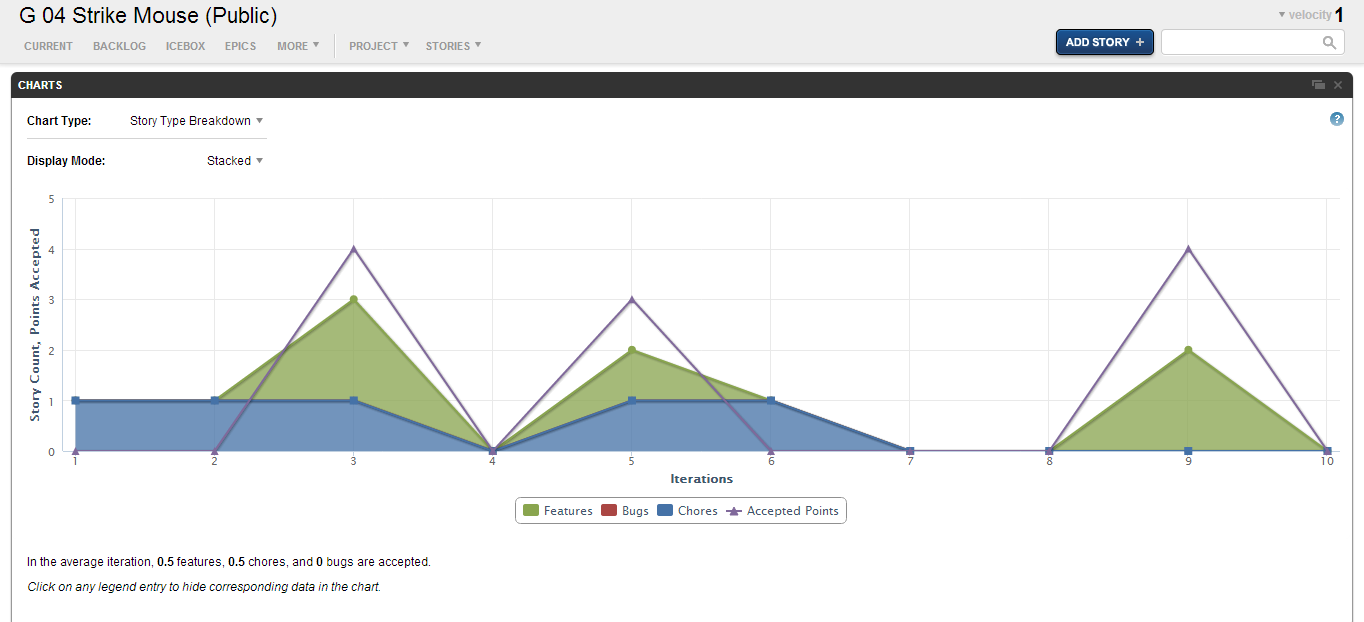 G 04 Strike Mouse (Public)
velocity 1
CURRENT BACKLOG ICEBOX EPICS MORE PROJECT STORIES
ADD STORY +
CHARTS
Chart Type: Story Type Breakdown
?
Display Mode: Stacked
Story Count, Points Accepted
5
4
3
2
1
0
1 2 3 4 5 6 7 8 9 10
Iterations
Features Bugs Chores Accepted Points
In the average iteration, 0.5 features, 0.5 chores, and 0 bugs are accepted.
Click on any legend entry to hide corresponding data in the chart.